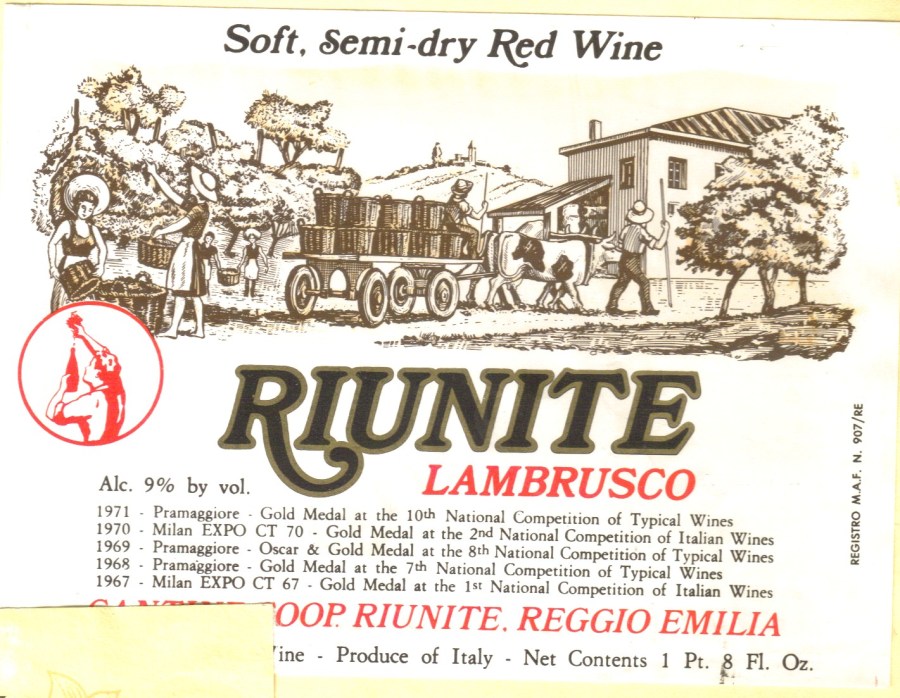 Soft, Semi-dry Red Wine
RIUNITE
LAMBRUSCO
Alc. 9% by vol.
1971 - Pramaggiore - Gold Medal at the 10th National Competition of Typical Wines
1970 - Milan EXPO CT 70 - Gold Medal at the 2nd National Competition of Italian Wines
1969 - Pramaggiore - Oscar & Gold Medal at the 8th National Competition of Typical Wines
1968 - Pramaggiore - Gold Medal at the 7th National Competition of Typical Wines
1967 - Milan EXPO CT 67 - Gold Medal at the 1st National Competition of Italian Wines
COOP. RIUNITE, REGGIO EMILIA
Wine - Produce of Italy - Net Contents 1 Pt. 8 Fl. Oz.
REGISTRO M.A.F. N. 907/RE